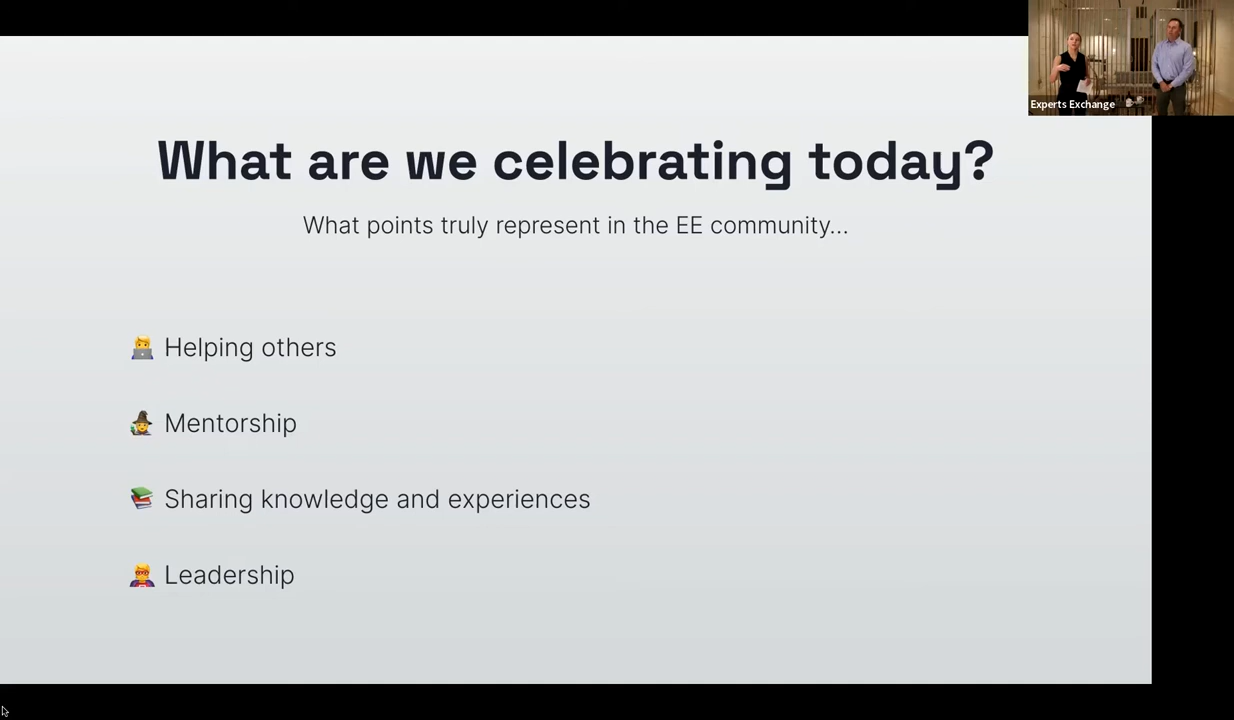 Experts Exchange
What are we celebrating today?
What points truly represent in the EE community...
Helping others
Mentorship
Sharing knowledge and experiences
Leadership